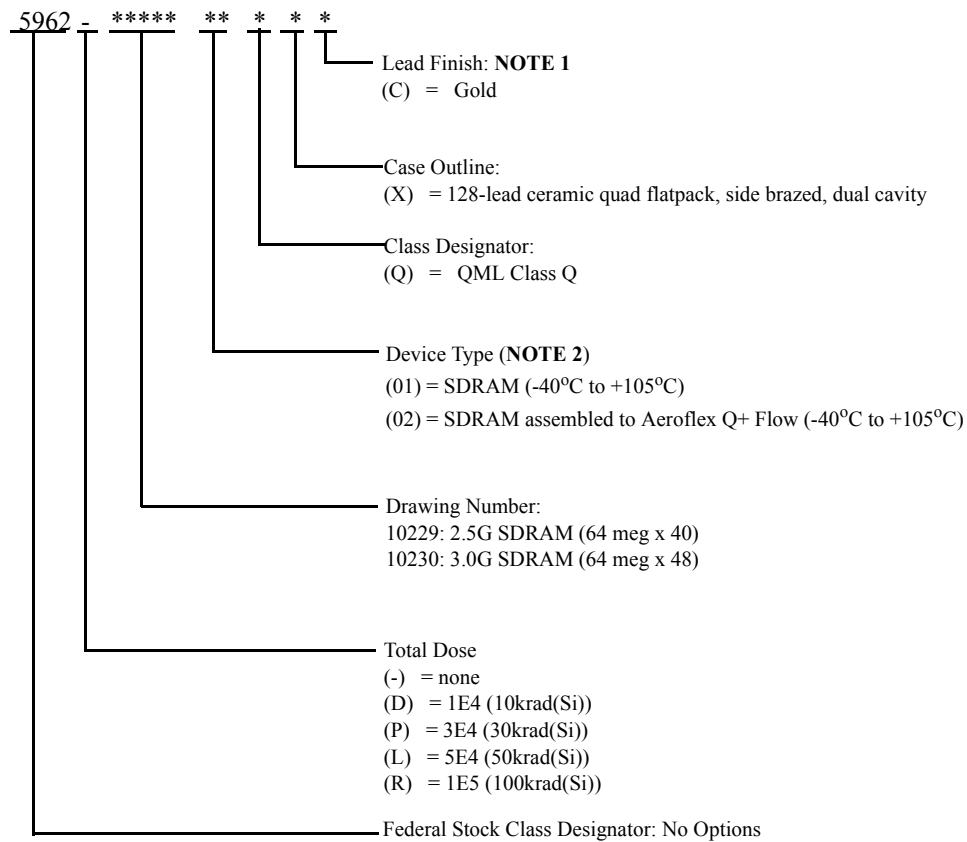 5962 - ***** ** * * *
Lead Finish: NOTE 1
(C) = Gold
Case Outline:
(X) = 128-lead ceramic quad flatpack, side brazed, dual cavity
Class Designator:
(Q) = QML Class Q
Device Type (NOTE 2)
(01) = SDRAM (-40°C to +105°C)
(02) = SDRAM assembled to Aeroflex Q+ Flow (-40°C to +105°C)
Drawing Number:
10229: 2.5G SDRAM (64 meg x 40)
10230: 3.0G SDRAM (64 meg x 48)
Total Dose
(-) = none
(D) = 1E4 (10krad(Si))
(P) = 3E4 (30krad(Si))
(L) = 5E4 (50krad(Si))
(R) = 1E5 (100krad(Si))
Federal Stock Class Designator: No Options